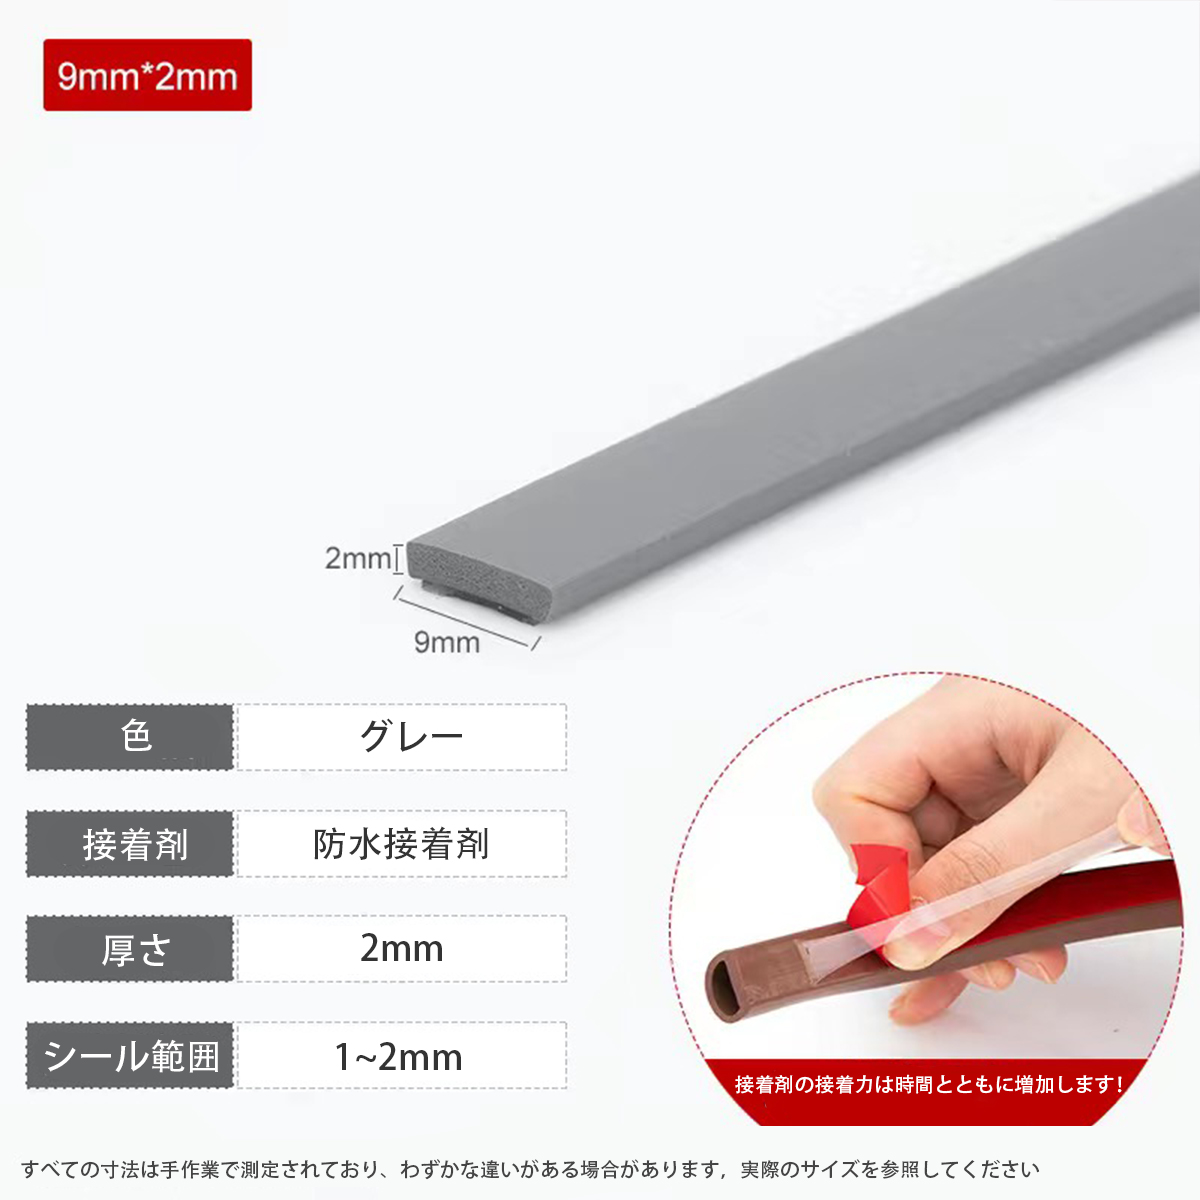 9mm*2mm
2mm
9mm
色 グレー
接着剤 防水接着剤
厚さ 2mm
シール範囲 1~2mm
接着剤の接着力は時間とともに増加します!
すべての寸法は手作業で測定されており、わずかな違いがある場合があります，実際のサイズを参照してください